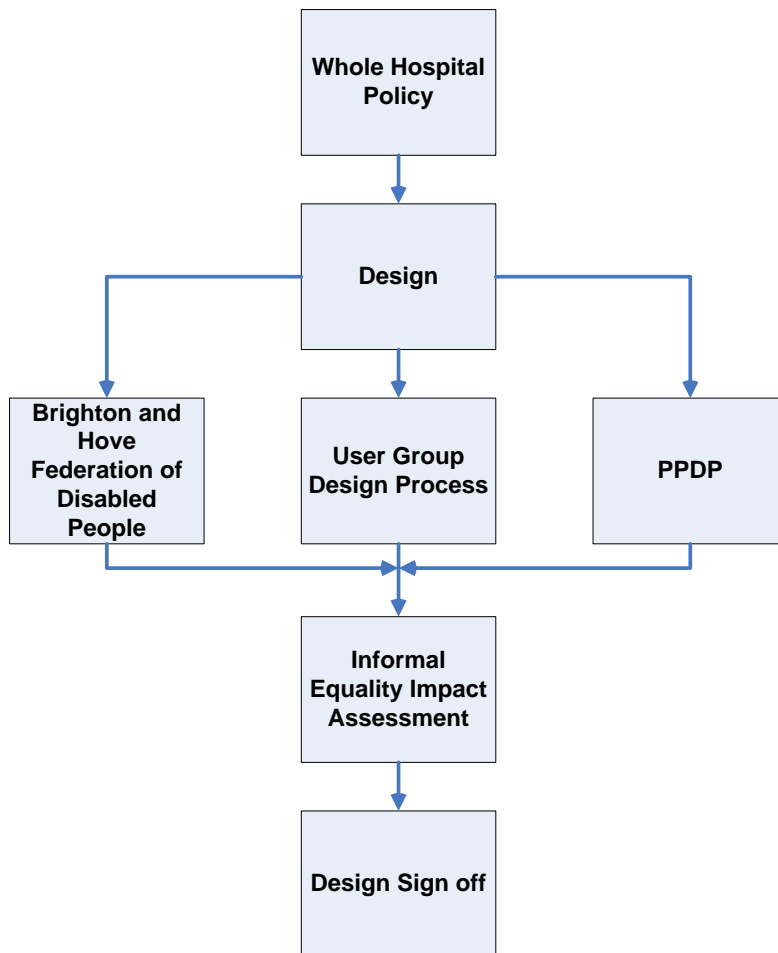 Whole Hospital
Policy
Design
Brighton and
Hove
Federation of
Disabled
People
User Group
Design Process
PPDP
Informal
Equality Impact
Assessment
Design Sign off